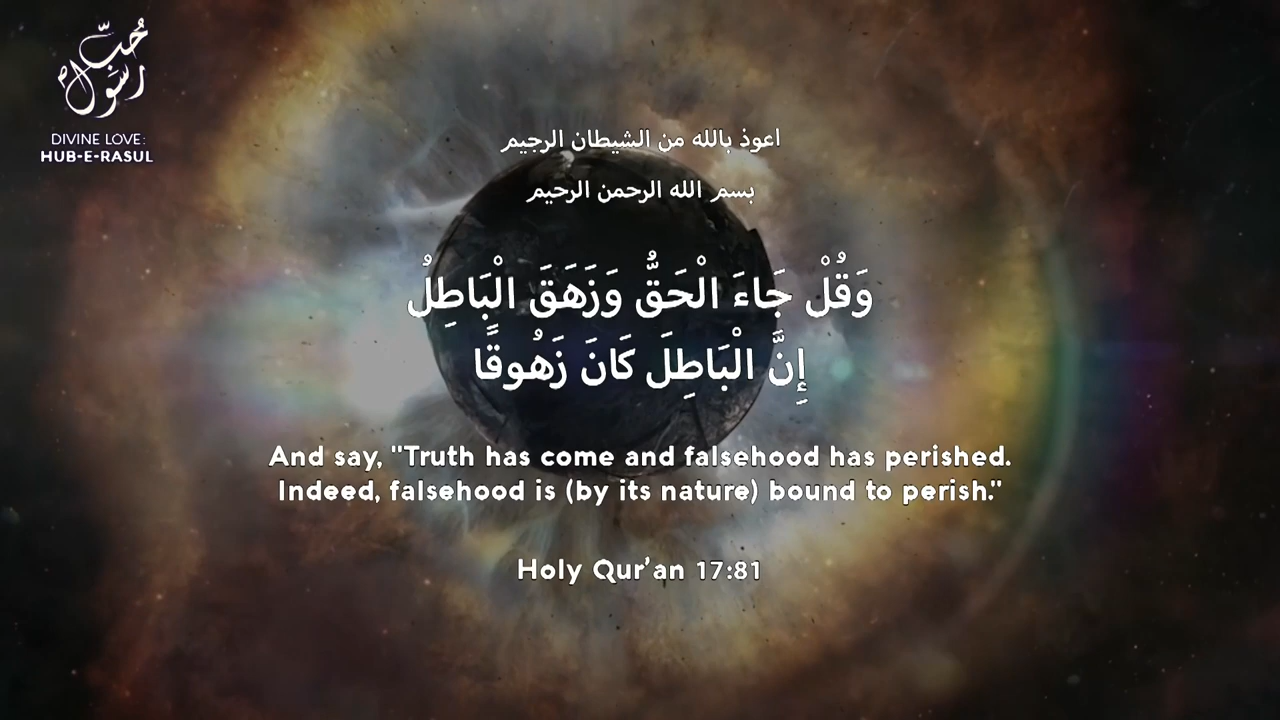 حُبّ
رَسُول
DIVINE LOVE:
HUB-E-RASUL
اعوذ بالله من الشيطان الرجيم
بسم الله الرحمن الرحيم
وَقُلْ جَاءَ الْحَقُّ وَزَهَقَ الْبَاطِلُ
إِنَّ الْبَاطِلَ كَانَ زَهُوقًا
And say, "Truth has come and falsehood has perished.
Indeed, falsehood is (by its nature) bound to perish."
Holy Qur'an 17:81